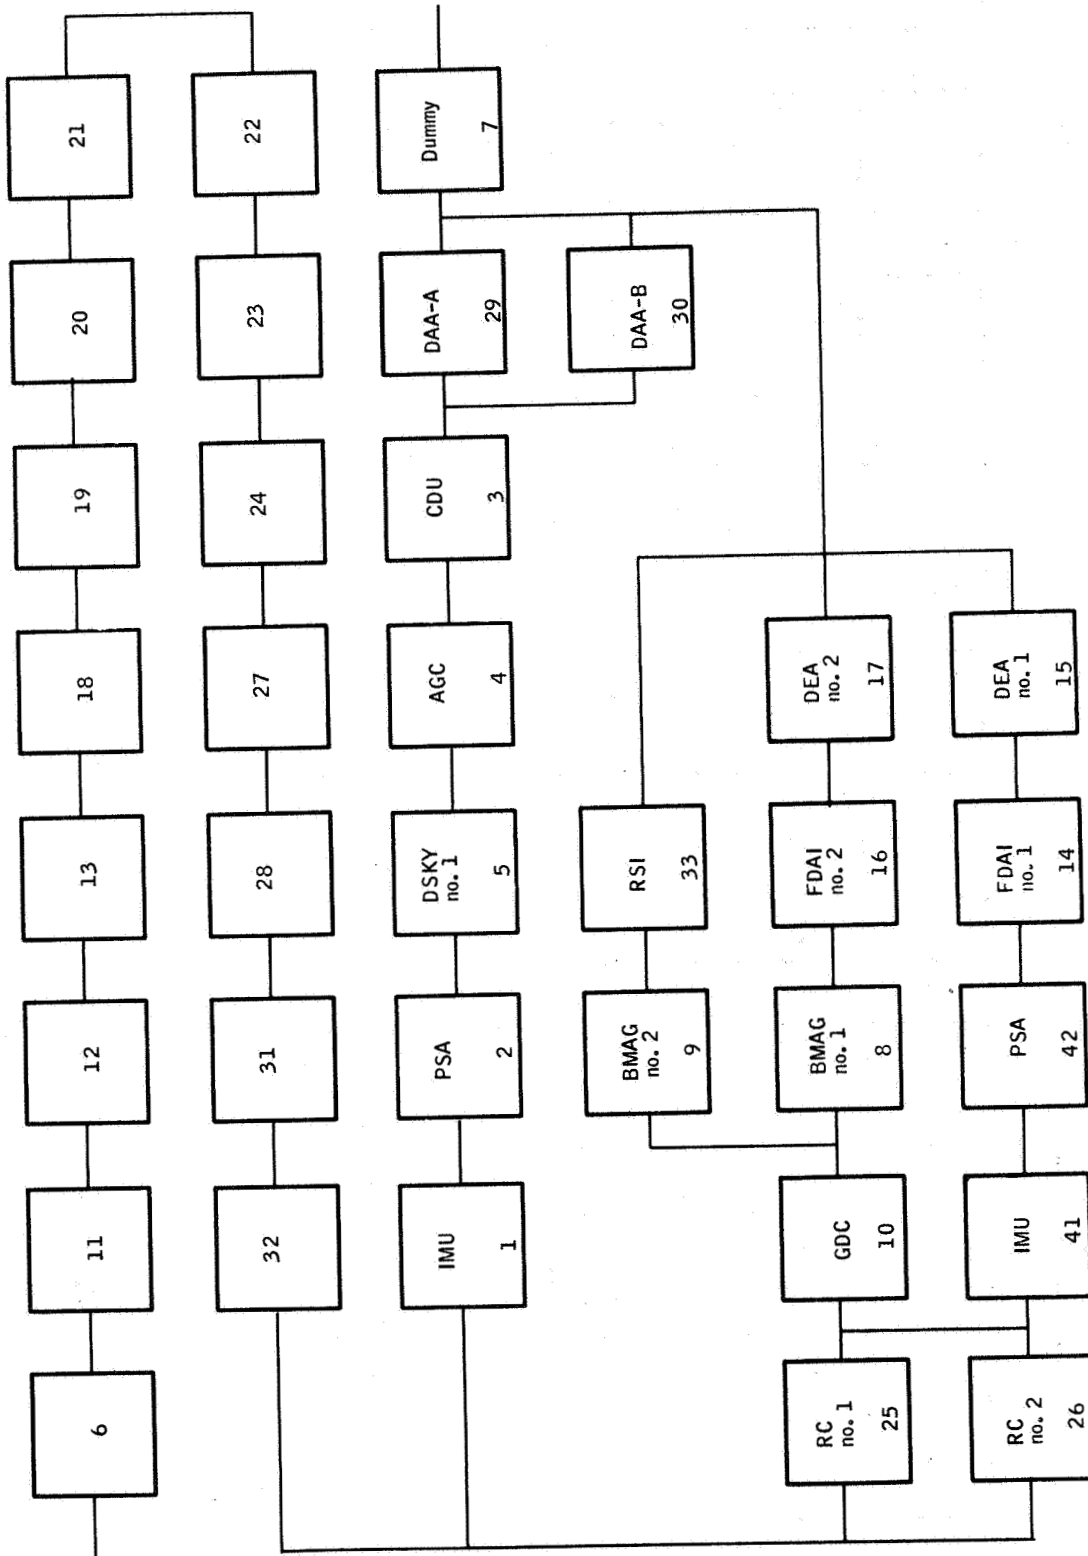 21
20
19
18
13
12
11
6
22
23
24
27
28
31
32
Dummy
7
DAA-A
29
DAA-B
30
CDU
3
AGC
4
DSKY
no. 1
5
PSA
2
IMU
1
RSI
33
BMAG
no. 2
9
DEA
no. 2
17
FDAI
no. 2
16
BMAG
no. 1
8
GDC
10
RC
no. 1
25
DEA
no. 1
15
FDAI
no. 1
14
PSA
42
IMU
41
RC
no. 2
26